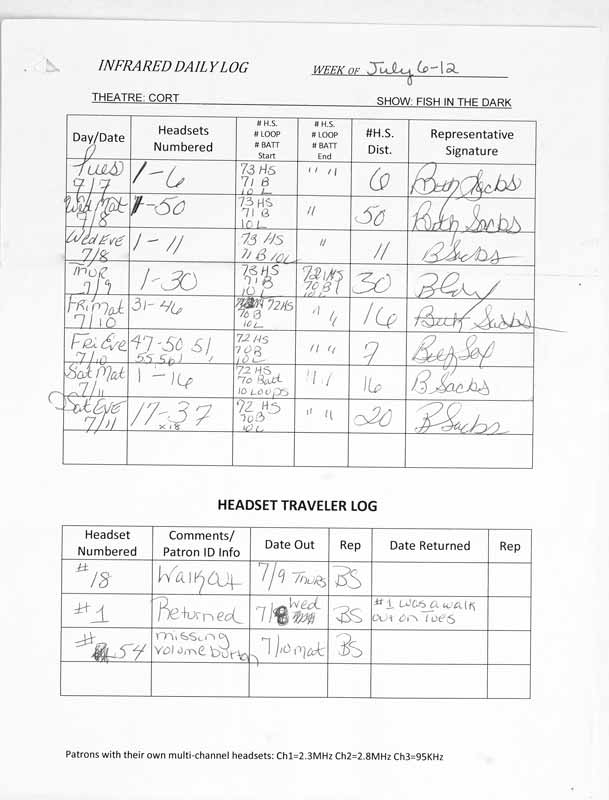 INFRARED DAILY LOG WEEK OF July 6-12
THEATRE: CORT SHOW: FISH IN THE DARK
Day/Date Headsets Numbered # H.S. # LOOP # BATT Start # H.S. # LOOP # BATT End #H.S. Dist. Representative Signature
Tues 7/7 1-6 73 HS 71 B 10 L " " 6 Beth Sacks
Wed Mat 7/8 1-50 73 HS 71 B 10 L " 50 Beth Sacks
Wed EVE 7/8 1-11 73 HS 71 B 10L " 11 B Sacks
THUR 7/9 1-30 73 HS 71 B 10 L 72 HS 70 B 10 L 30
Fri Mat 7/10 31-46 72 HS 70 B 10 L " " 16 Beth Sacks
Fri Eve 7/10 47-50 51, 55, 56 72 HS 70 B 10 L " " 7
Sat Mat 7/11 1-16 72 HS 70 Batt 10 Loops " " 16 B Sacks
Sat EVE 7/11 17-37 x18 72 HS 70 B 10 L " " 20 B Sacks
HEADSET TRAVELER LOG
Headset Numbered Comments/ Patron ID Info Date Out Rep Date Returned Rep
# 18 Walk Out 7/9 Thurs BS
# 1 Returned 7/8 Wed BS #1 was a walk out on Tues
# 54 missing volume button 7/10 mat BS
Patrons with their own multi-channel headsets: Ch1=2.3MHz Ch2=2.8MHz Ch3=95KHz